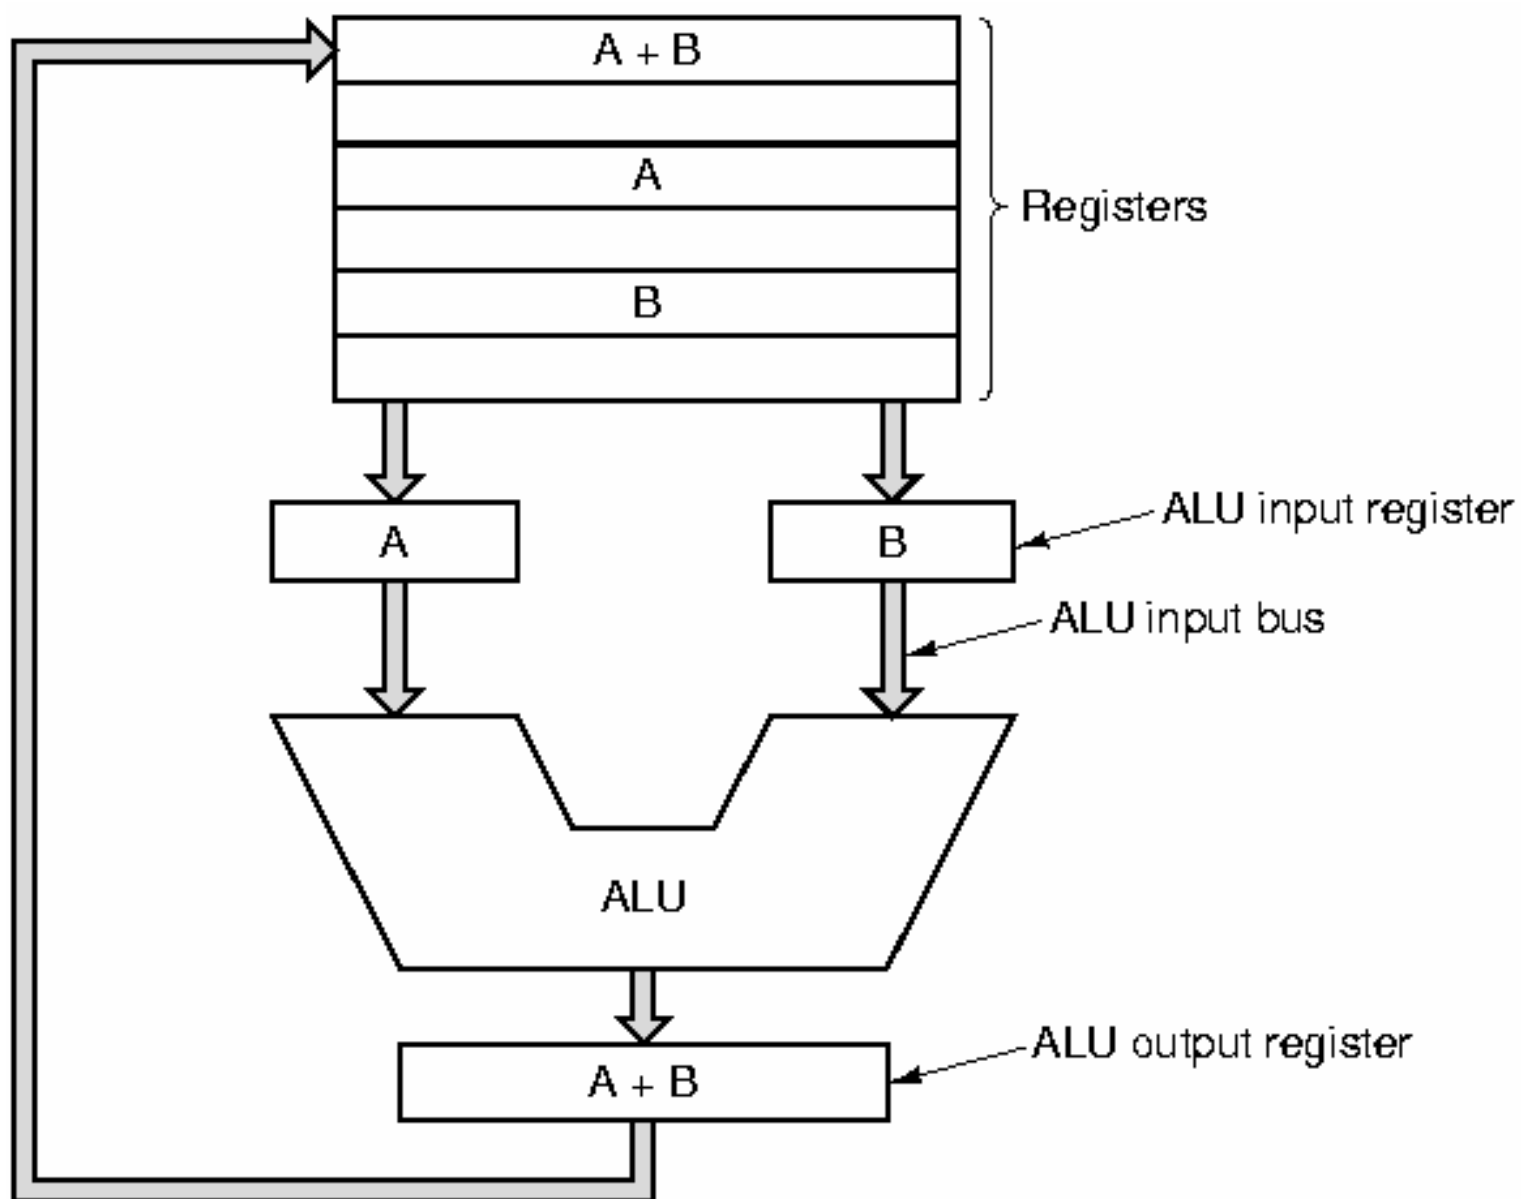 A + B
A
Registers
B
A
B
ALU input register
ALU input bus
ALU
ALU output register
A + B